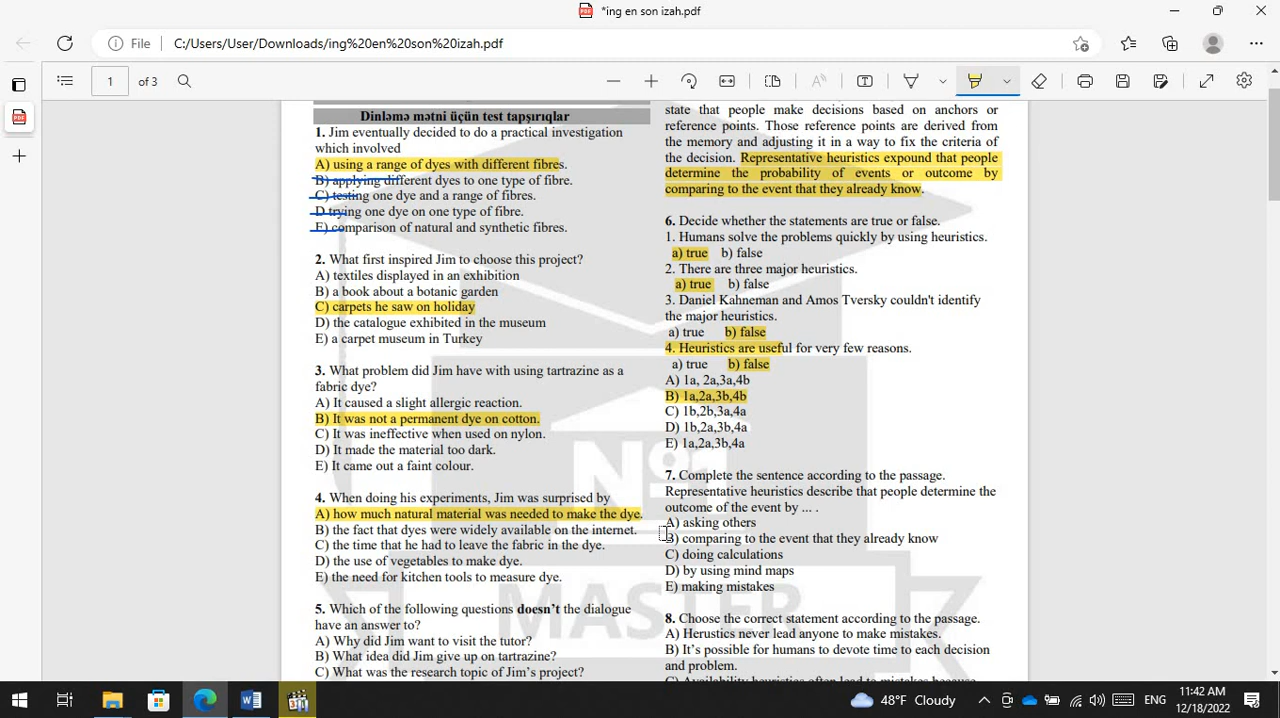 *ing en son izah.pdf
File
C:/Users/User/Downloads/ing%20en%20son%20izah.pdf
1 of 3
Dinləmə mətni üçün test tapşırıqlar
1. Jim eventually decided to do a practical investigation
which involved
A) using a range of dyes with different fibres.
B) applying different dyes to one type of fibre.
C) testing one dye and a range of fibres.
D trying one dye on one type of fibre.
E) comparison of natural and synthetic fibres.
2. What first inspired Jim to choose this project?
A) textiles displayed in an exhibition
B) a book about a botanic garden
C) carpets he saw on holiday
D) the catalogue exhibited in the museum
E) a carpet museum in Turkey
3. What problem did Jim have with using tartrazine as a
fabric dye?
A) It caused a slight allergic reaction.
B) It was not a permanent dye on cotton.
C) It was ineffective when used on nylon.
D) It made the material too dark.
E) It came out a faint colour.
4. When doing his experiments, Jim was surprised by
A) how much natural material was needed to make the dye.
B) the fact that dyes were widely available on the internet.
C) the time that he had to leave the fabric in the dye.
D) the use of vegetables to make dye.
E) the need for kitchen tools to measure dye.
5. Which of the following questions doesn't the dialogue
have an answer to?
A) Why did Jim want to visit the tutor?
B) What idea did Jim give up on tartrazine?
C) What was the research topic of Jim's project?
state that people make decisions based on anchors or
reference points. Those reference points are derived from
the memory and adjusting it in a way to fix the criteria of
the decision. Representative heuristics expound that people
determine the probability of events or outcome by
comparing to the event that they already know.
6. Decide whether the statements are true or false.
1. Humans solve the problems quickly by using heuristics.
a) true b) false
2. There are three major heuristics.
a) true b) false
3. Daniel Kahneman and Amos Tversky couldn't identify
the major heuristics.
a) true b) false
4. Heuristics are useful for very few reasons.
a) true b) false
A) 1a, 2a,3a,4b
B) 1a,2a,3b,4b
C) 1b,2b,3a,4a
D) 1b,2a,3b,4a
E) 1a,2a,3b,4a
7. Complete the sentence according to the passage.
Representative heuristics describe that people determine the
outcome of the event by ... .
A) asking others
B) comparing to the event that they already know
C) doing calculations
D) by using mind maps
E) making mistakes
8. Choose the correct statement according to the passage.
A) Herustics never lead anyone to make mistakes.
B) It's possible for humans to devote time to each decision
and problem.
C) Availability heuristics often lead to mistakes because
№1
MASTER
48°F Cloudy
ENG
11:42 AM
12/18/2022